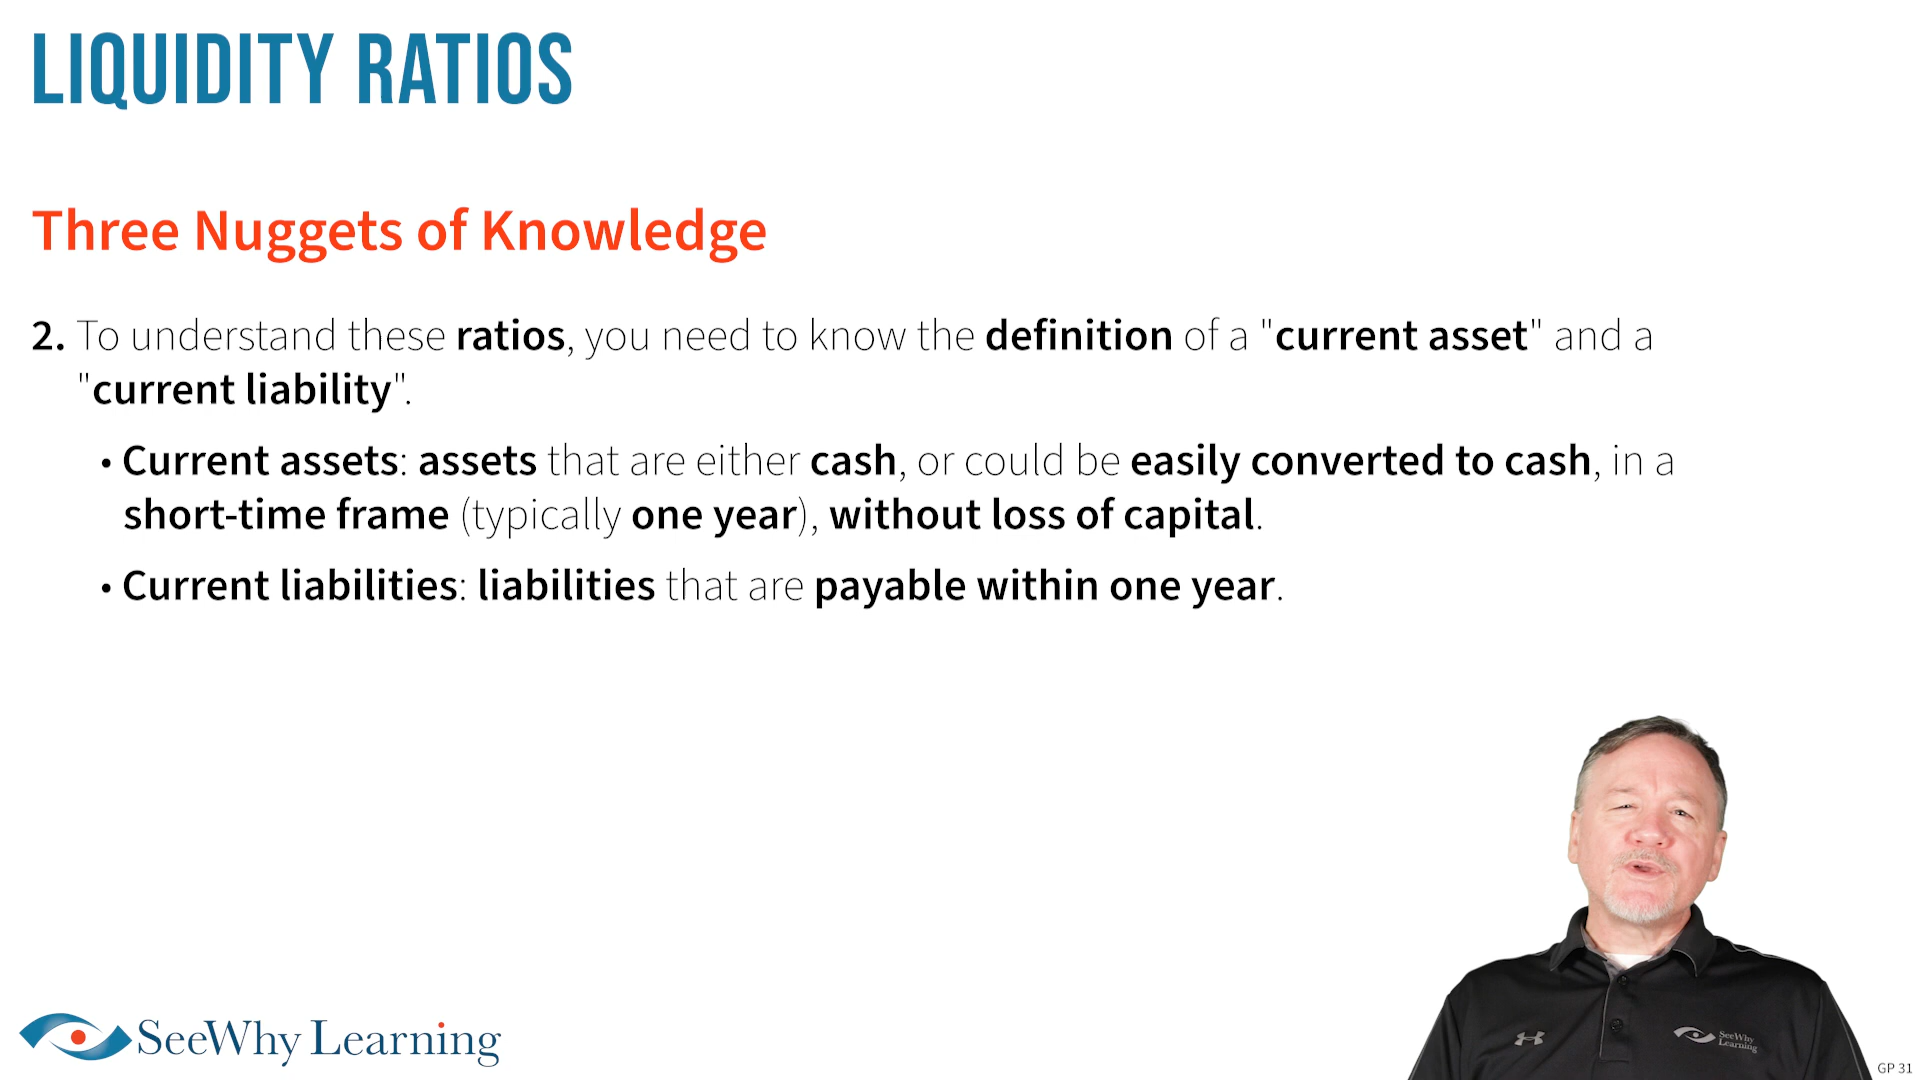 LIQUIDITY RATIOS
Three Nuggets of Knowledge
2. To understand these ratios, you need to know the definition of a "current asset" and a
"current liability".
• Current assets: assets that are either cash, or could be easily converted to cash, in a
short-time frame (typically one year), without loss of capital.
• Current liabilities: liabilities that are payable within one year.
SeeWhy Learning
SeeWhy
Learning
GP 31